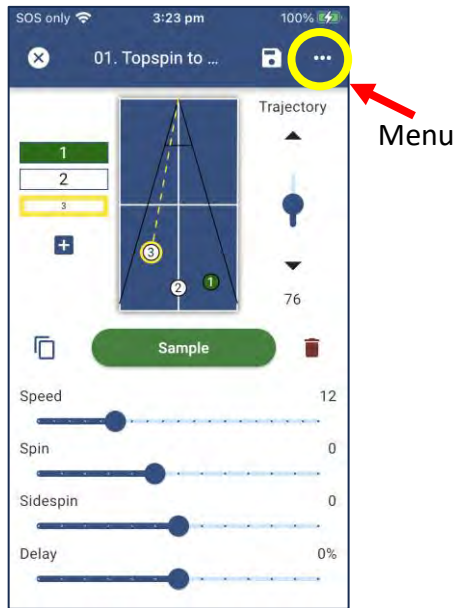 SOS only 3:23 pm 100%
01. Topspin to ...
Menu
Trajectory
1
2
3
3
2
1
76
Sample
Speed 12
Spin 0
Sidespin 0
Delay 0%